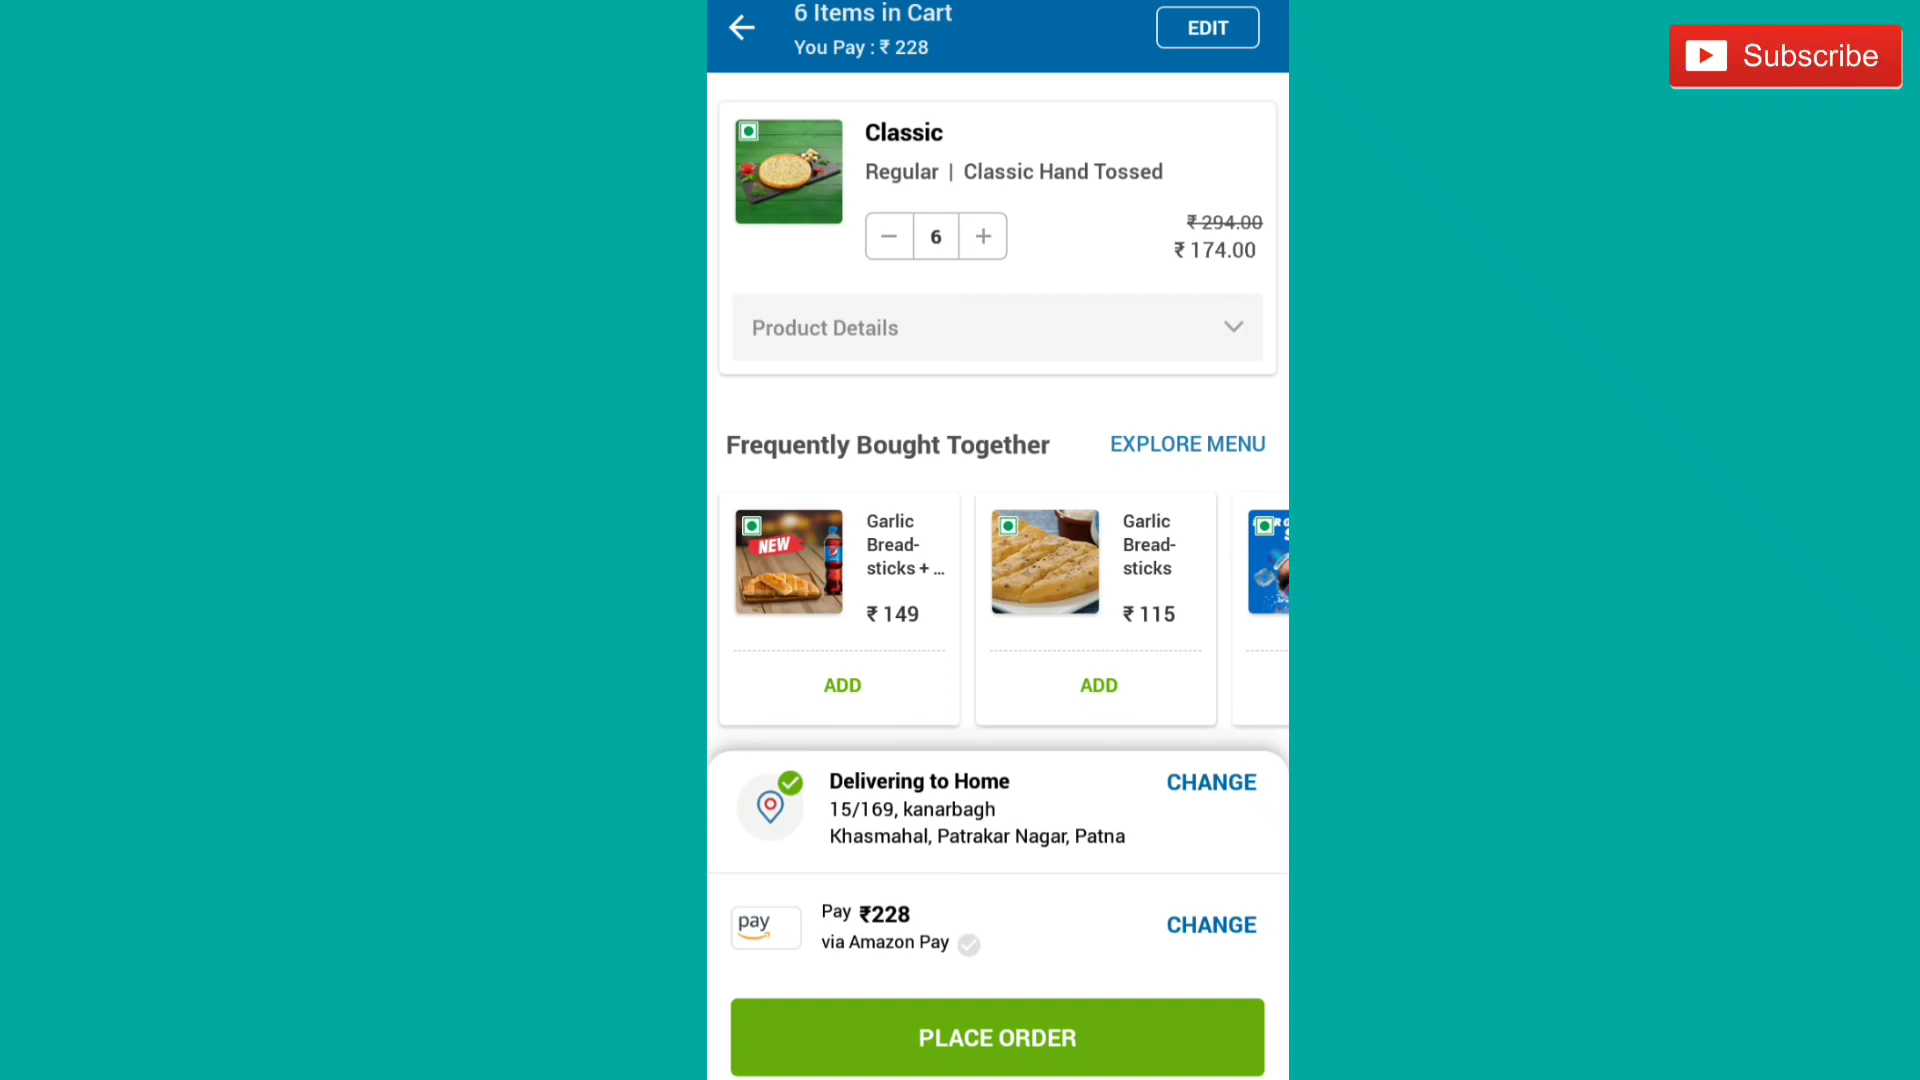 6 Items in Cart
You Pay : ₹ 228
EDIT
Subscribe
Classic
Regular | Classic Hand Tossed
6
₹ 294.00
₹ 174.00
Product Details
Frequently Bought Together
EXPLORE MENU
NEW
Garlic
Bread-
sticks + ...
₹ 149
ADD
Garlic
Bread-
sticks
₹ 115
ADD
Delivering to Home
CHANGE
15/169, kanarbagh
Khasmahal, Patrakar Nagar, Patna
pay
Pay ₹228
via Amazon Pay
CHANGE
PLACE ORDER